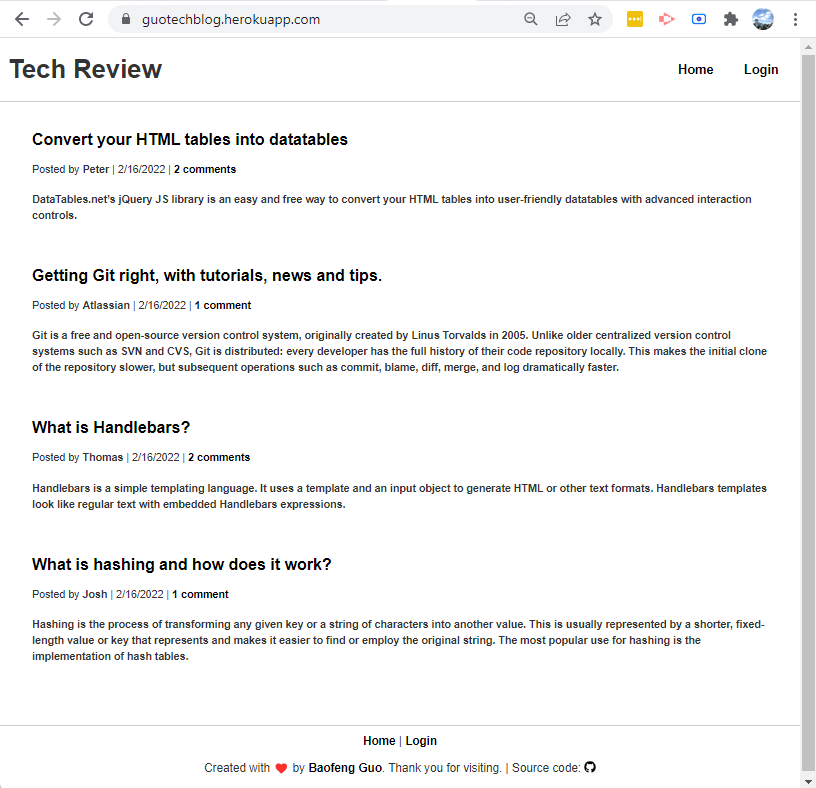 guotechblog.herokuapp.com
Tech Review
Home Login
Convert your HTML tables into datatables
Posted by Peter | 2/16/2022 | 2 comments
DataTables.net's jQuery JS library is an easy and free way to convert your HTML tables into user-friendly datatables with advanced interaction
controls.
Getting Git right, with tutorials, news and tips.
Posted by Atlassian | 2/16/2022 | 1 comment
Git is a free and open-source version control system, originally created by Linus Torvalds in 2005. Unlike older centralized version control
systems such as SVN and CVS, Git is distributed: every developer has the full history of their code repository locally. This makes the initial clone
of the repository slower, but subsequent operations such as commit, blame, diff, merge, and log dramatically faster.
What is Handlebars?
Posted by Thomas | 2/16/2022 | 2 comments
Handlebars is a simple templating language. It uses a template and an input object to generate HTML or other text formats. Handlebars templates
look like regular text with embedded Handlebars expressions.
What is hashing and how does it work?
Posted by Josh | 2/16/2022 | 1 comment
Hashing is the process of transforming any given key or a string of characters into another value. This is usually represented by a shorter, fixed-
length value or key that represents and makes it easier to find or employ the original string. The most popular use for hashing is the
implementation of hash tables.
Home | Login
Created with ❤ by Baofeng Guo. Thank you for visiting. | Source code: